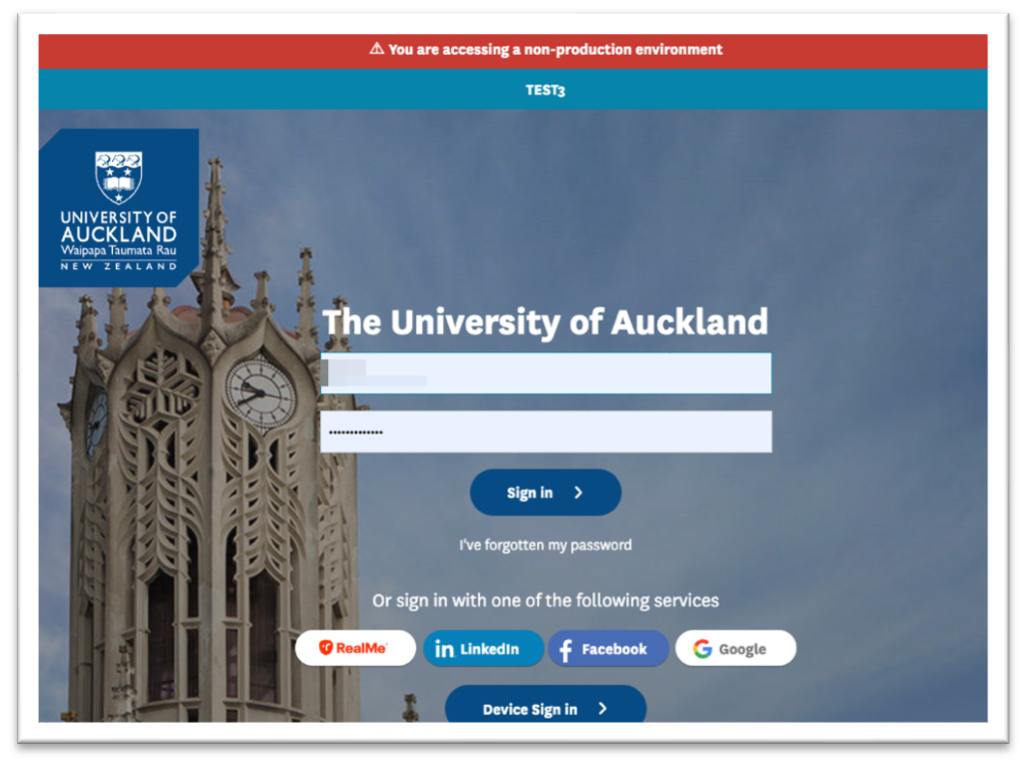 ⚠ You are accessing a non-production environment
TEST3
UNIVERSITY OF
AUCKLAND
Waipapa Taumata Rau
NEW ZEALAND
The University of Auckland
•••••••••••••
Sign in
I've forgotten my password
Or sign in with one of the following services
RealMe
LinkedIn
Facebook
Google
Device Sign in